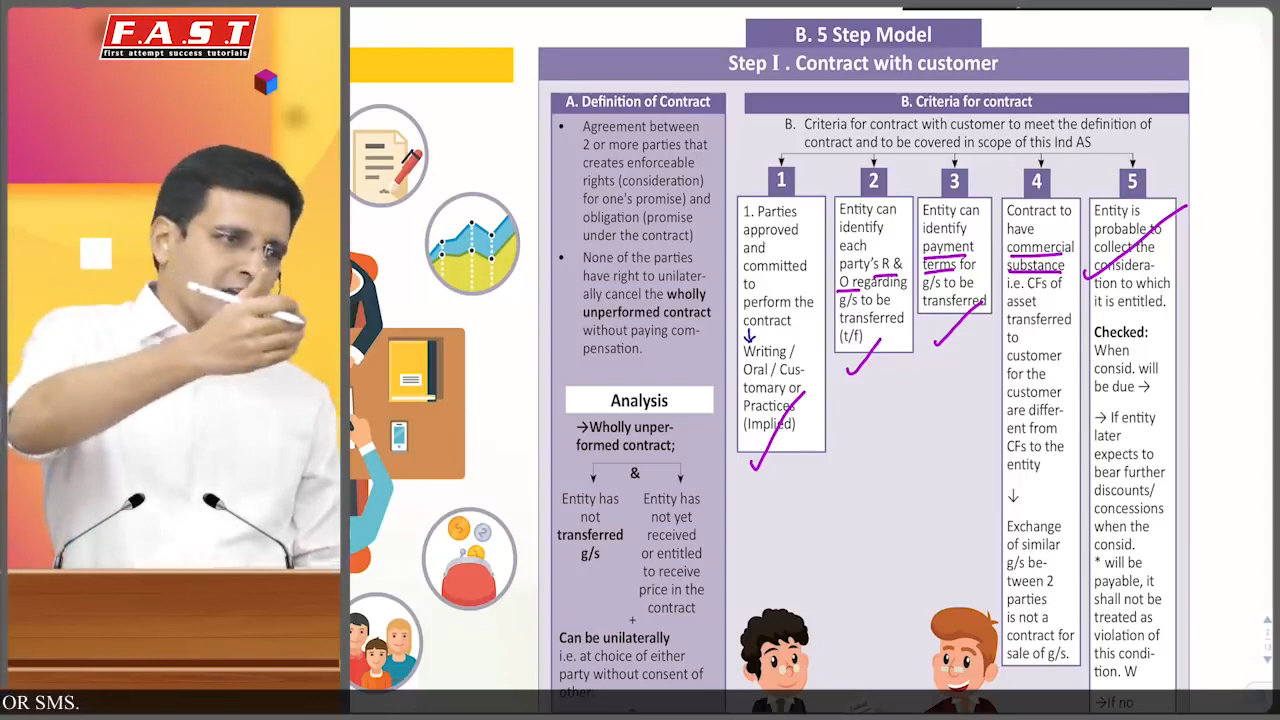 F.A.S.T
first attempt success tutorials
B. 5 Step Model
Step I . Contract with customer
A. Definition of Contract
• Agreement between
2 or more parties that
creates enforceable
rights (consideration)
for one's promise) and
obligation (promise
under the contract)
• None of the parties
have right to unilater-
ally cancel the wholly
unperformed contract
without paying com-
pensation.
Analysis
→Wholly unper-
formed contract;
&
Entity has
not
transferred
g/s
Entity has
not yet
received
or entitled
to receive
price in the
contract
+
Can be unilaterally
i.e. at choice of either
party without consent of
other.
B. Criteria for contract
B. Criteria for contract with customer to meet the definition of
contract and to be covered in scope of this Ind AS
1
1. Parties
approved
and
committed
to
perform the
contract
Writing /
Oral / Cus-
tomary or
Practices
(Implied)
2
Entity can
identify
each
party's R &
O regarding
g/s to be
transferred
(t/f)
3
Entity can
identify
payment
terms for
g/s to be
transferred
4
Contract to
have
commercial
substance
i.e. CFs of
asset
transferred
to
customer
for the
customer
are differ-
ent from
CFs to the
entity
↓
Exchange
of similar
g/s be-
tween 2
parties
is not a
contract for
sale of g/s.
5
Entity is
probable to
collect the
considera-
tion to which
it is entitled.
Checked:
When
consid. will
be due →
→ If entity
later
expects to
bear further
discounts/
concessions
when the
consid.
* will be
payable, it
shall not be
treated as
violation of
this condi-
tion. W
→If no
OR SMS.